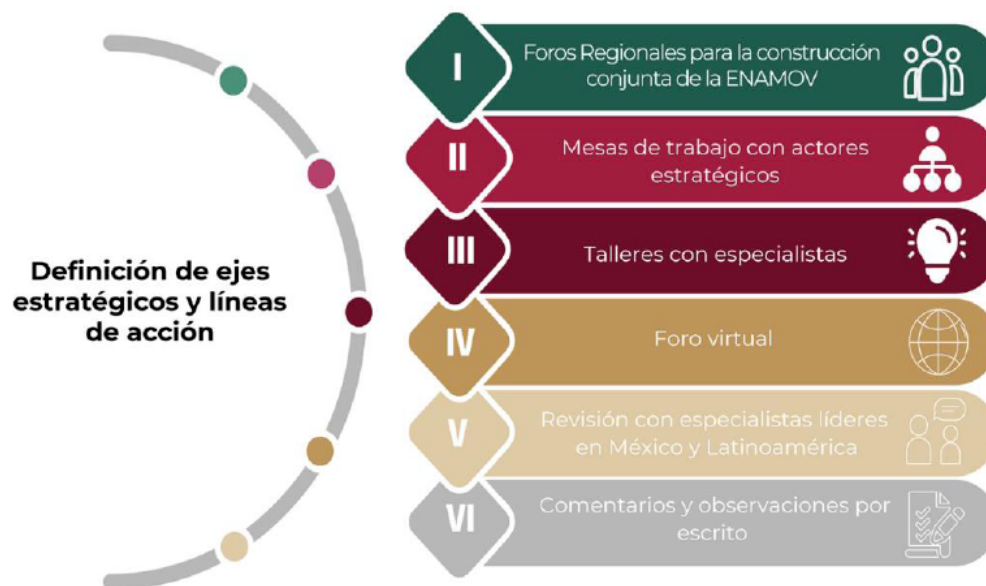 Definición de ejes
estratégicos y líneas
de acción
I
Foros Regionales para la construcción
conjunta de la ENAMOV
II
Mesas de trabajo con actores
estratégicos
III
Talleres con especialistas
IV
Foro virtual
V
Revisión con especialistas líderes
en México y Latinoamérica
VI
Comentarios y observaciones por
escrito